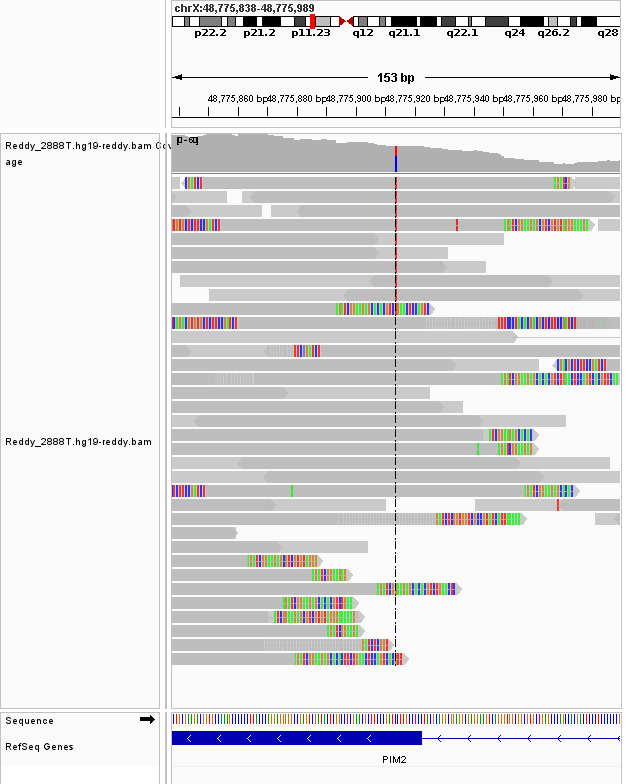 chrX:48,775,838-48,775,989
p22.2 p21.2 p11.23 q12 q21.1 q22.1 q24 q26.2 q28
153 bp
48,775,860 bp 48,775,880 bp 48,775,900 bp 48,775,920 bp 48,775,940 bp 48,775,960 bp 48,775,980 bp
Reddy_2888T.hg19-reddy.bam Cov
age
Reddy_2888T.hg19-reddy.bam
Sequence
RefSeq Genes
PIM2